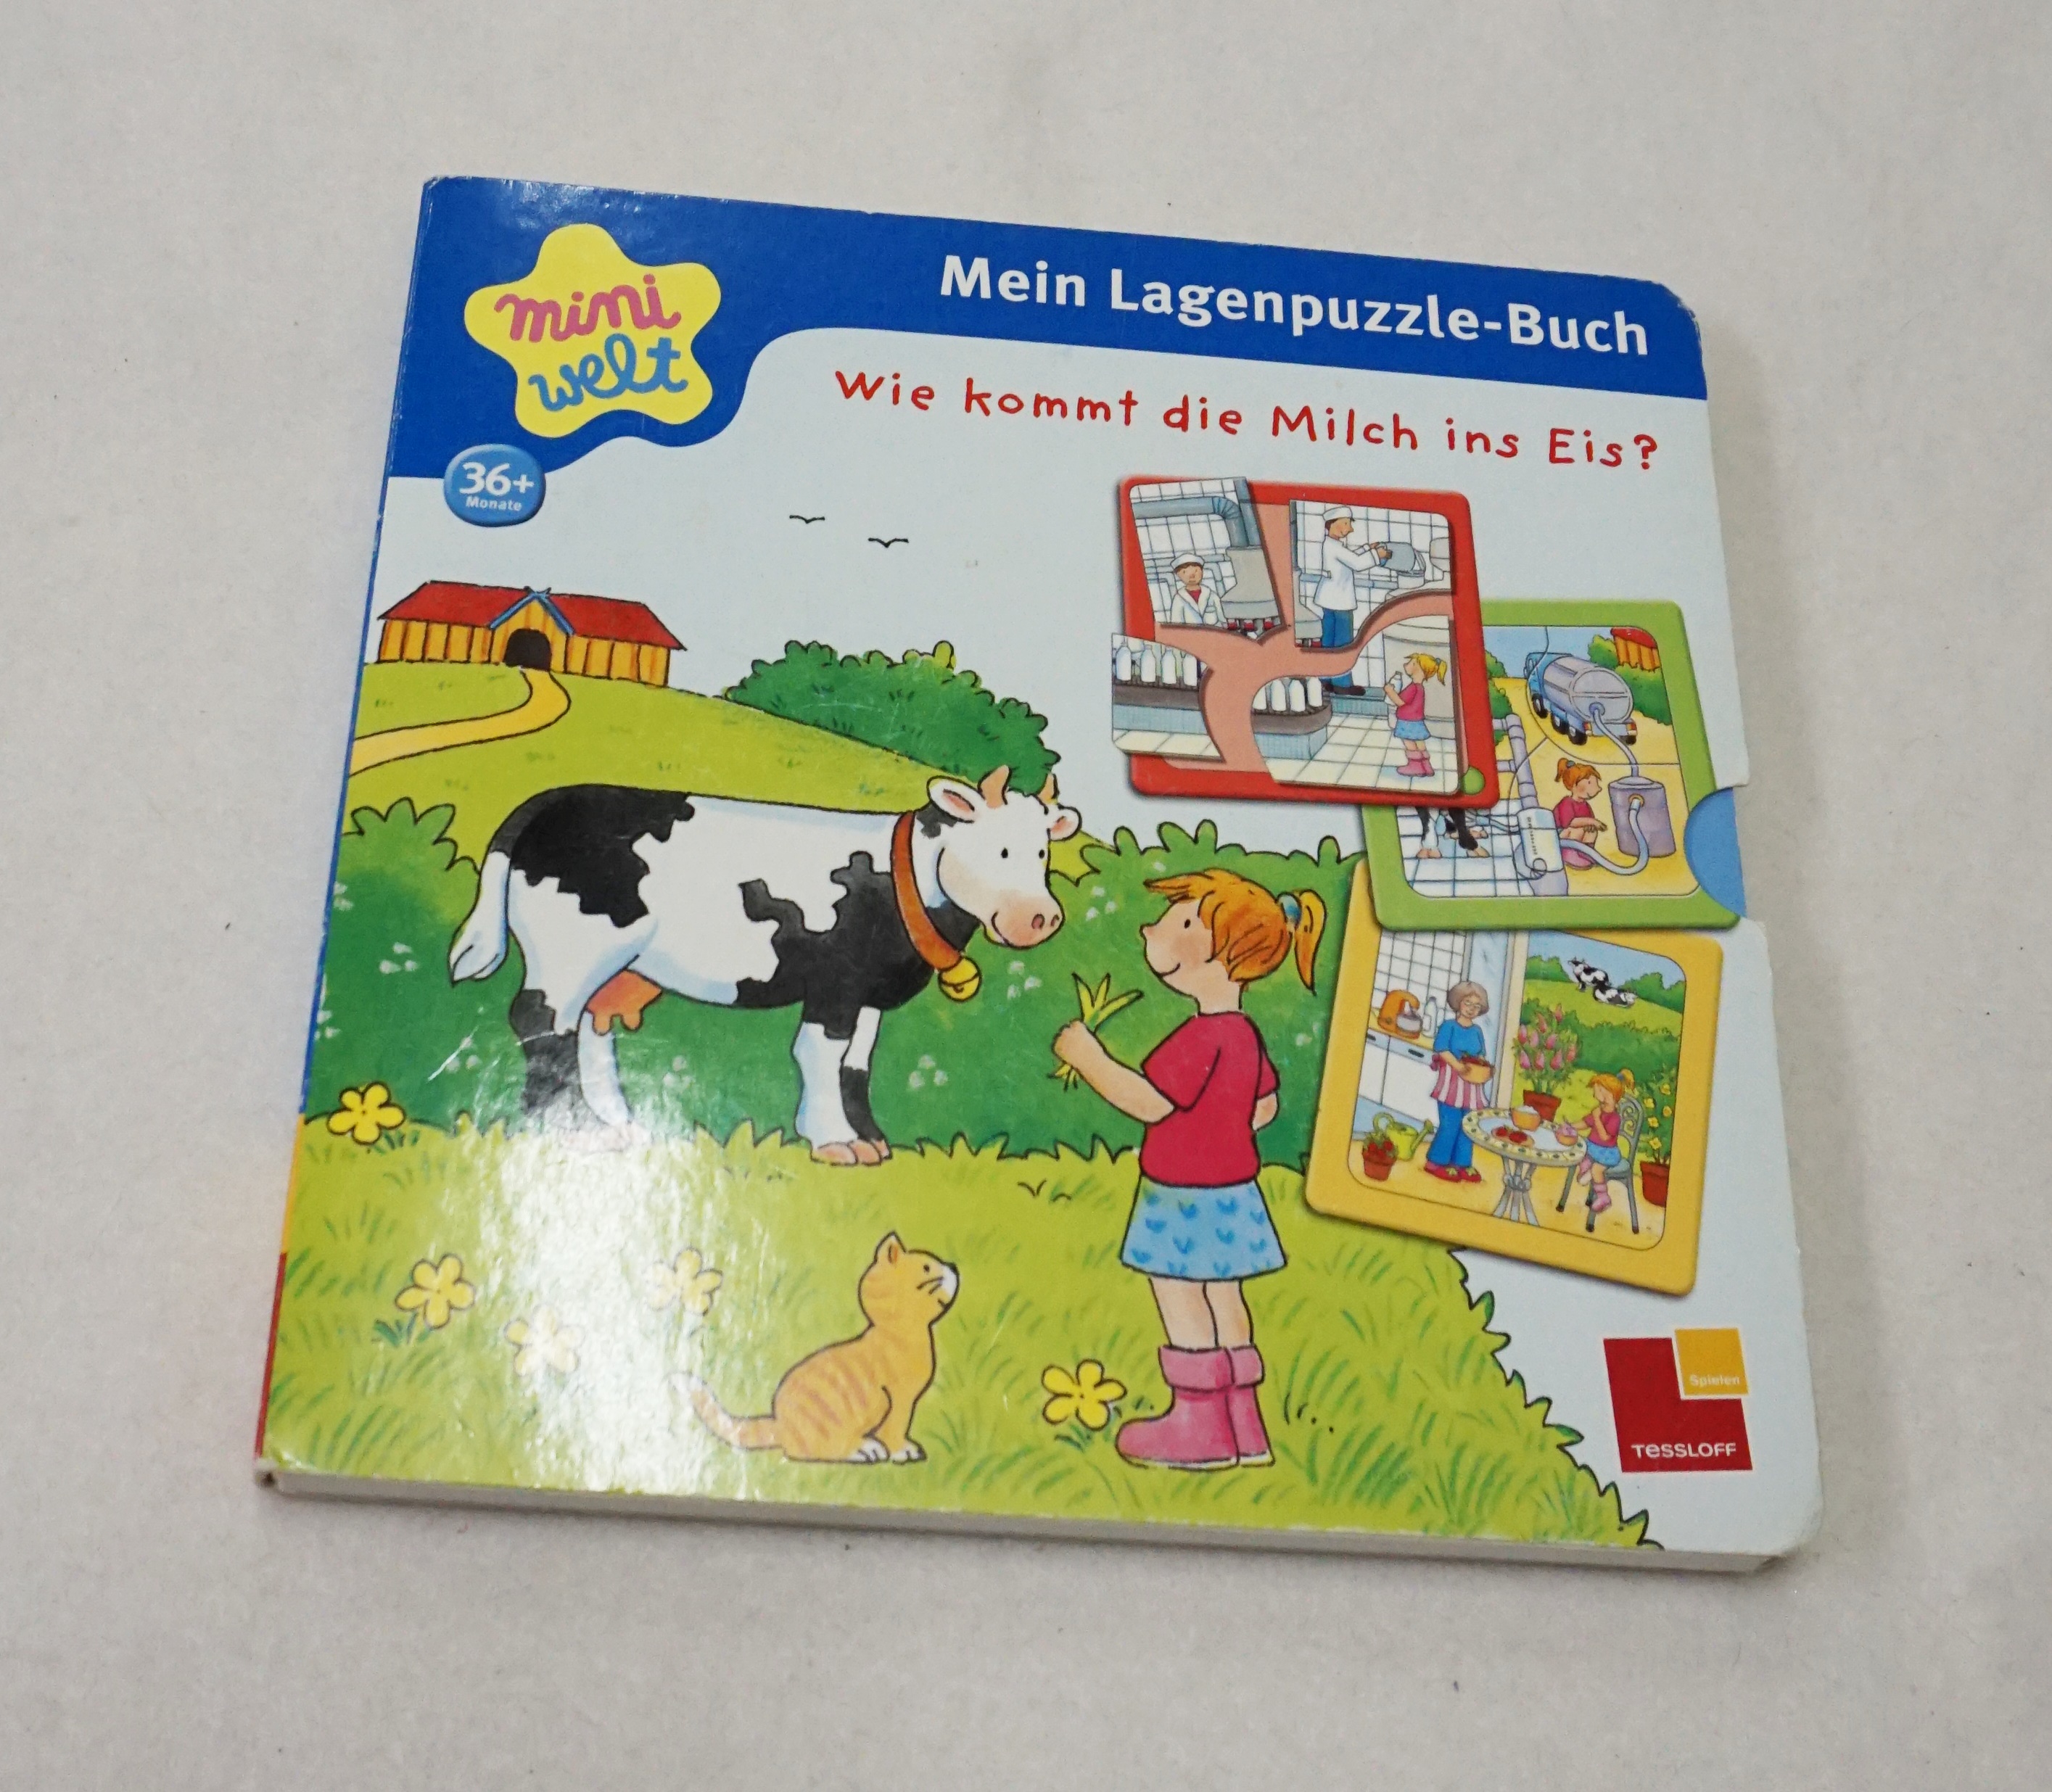 mini
welt
Mein Lagenpuzzle-Buch
Wie kommt die Milch ins Eis?
36+
Monate
Spielen
TESSLOFF